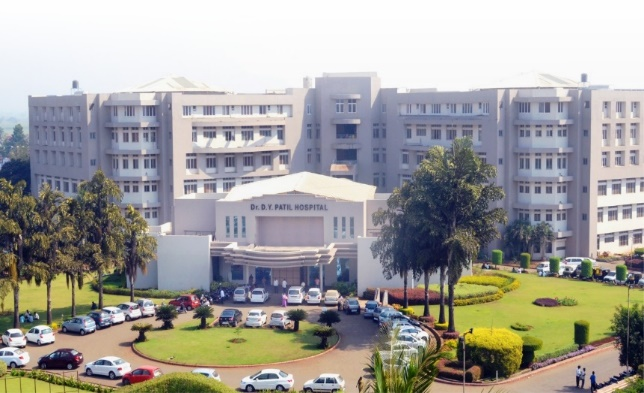 Dr. D. Y. PATIL HOSPITAL